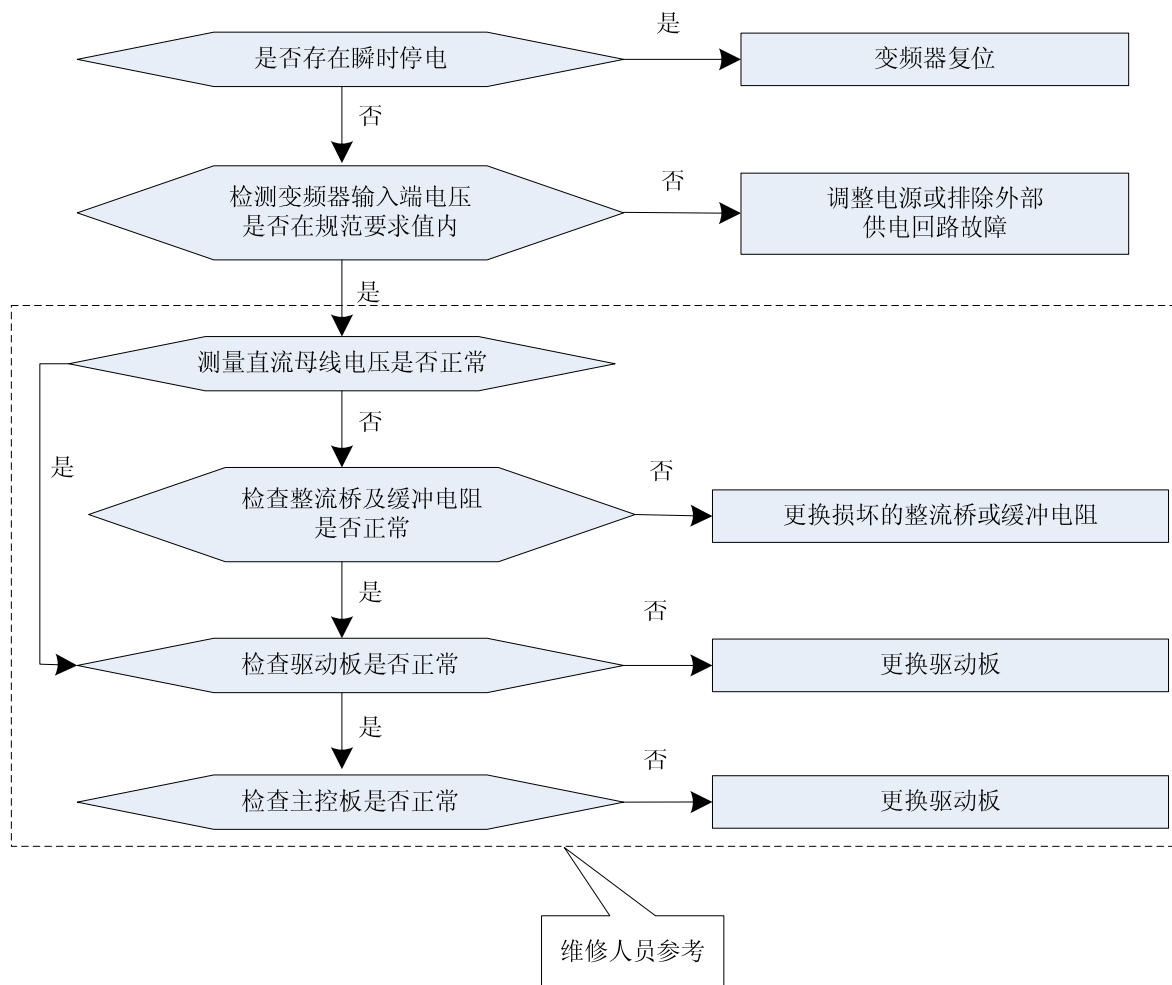 是否存在瞬时停电
是
变频器复位
否
检测变频器输入端电压
是否在规范要求值内
否
调整电源或排除外部
供电回路故障
是
测量直流母线电压是否正常
否
是
检查整流桥及缓冲电阻
是否正常
否
更换损坏的整流桥或缓冲电阻
是
检查驱动板是否正常
否
更换驱动板
是
检查主控板是否正常
否
更换驱动板
维修人员参考